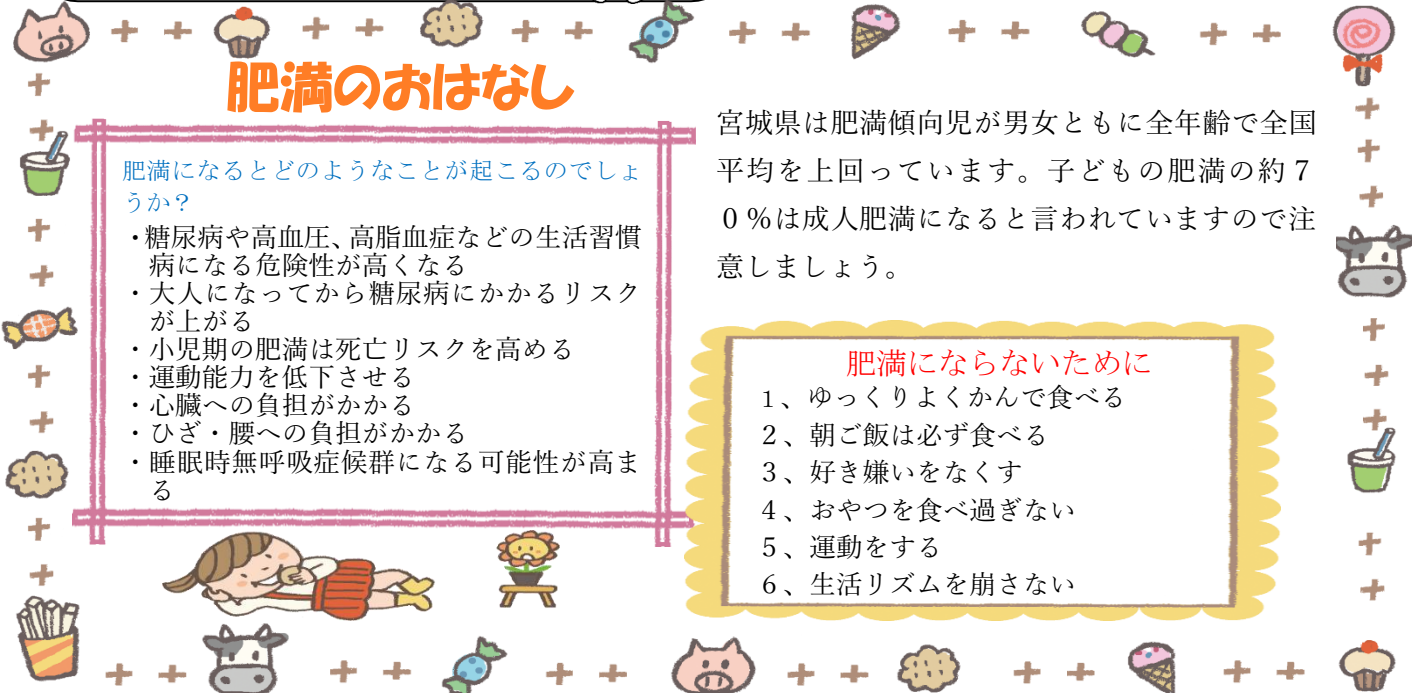 肥満のおはなし
肥満になるとどのようなことが起こるのでしょ
うか?
・糖尿病や高血圧、高脂血症などの生活習慣
病になる危険性が高くなる
・大人になってから糖尿病にかかるリスク
が上がる
・小児期の肥満は死亡リスクを高める
・運動能力を低下させる
・心臓への負担がかかる
・ひざ・腰への負担がかかる
・睡眠時無呼吸症候群になる可能性が高ま
る
宮城県は肥満傾向児が男女ともに全年齢で全国
平均を上回っています。子どもの肥満の約7
0%は成人肥満になると言われていますので注
意しましょう。
肥満にならないために
1、ゆっくりよくかんで食べる
2、朝ご飯は必ず食べる
3、好き嫌いをなくす
4、おやつを食べ過ぎない
5、運動をする
6、生活リズムを崩さない